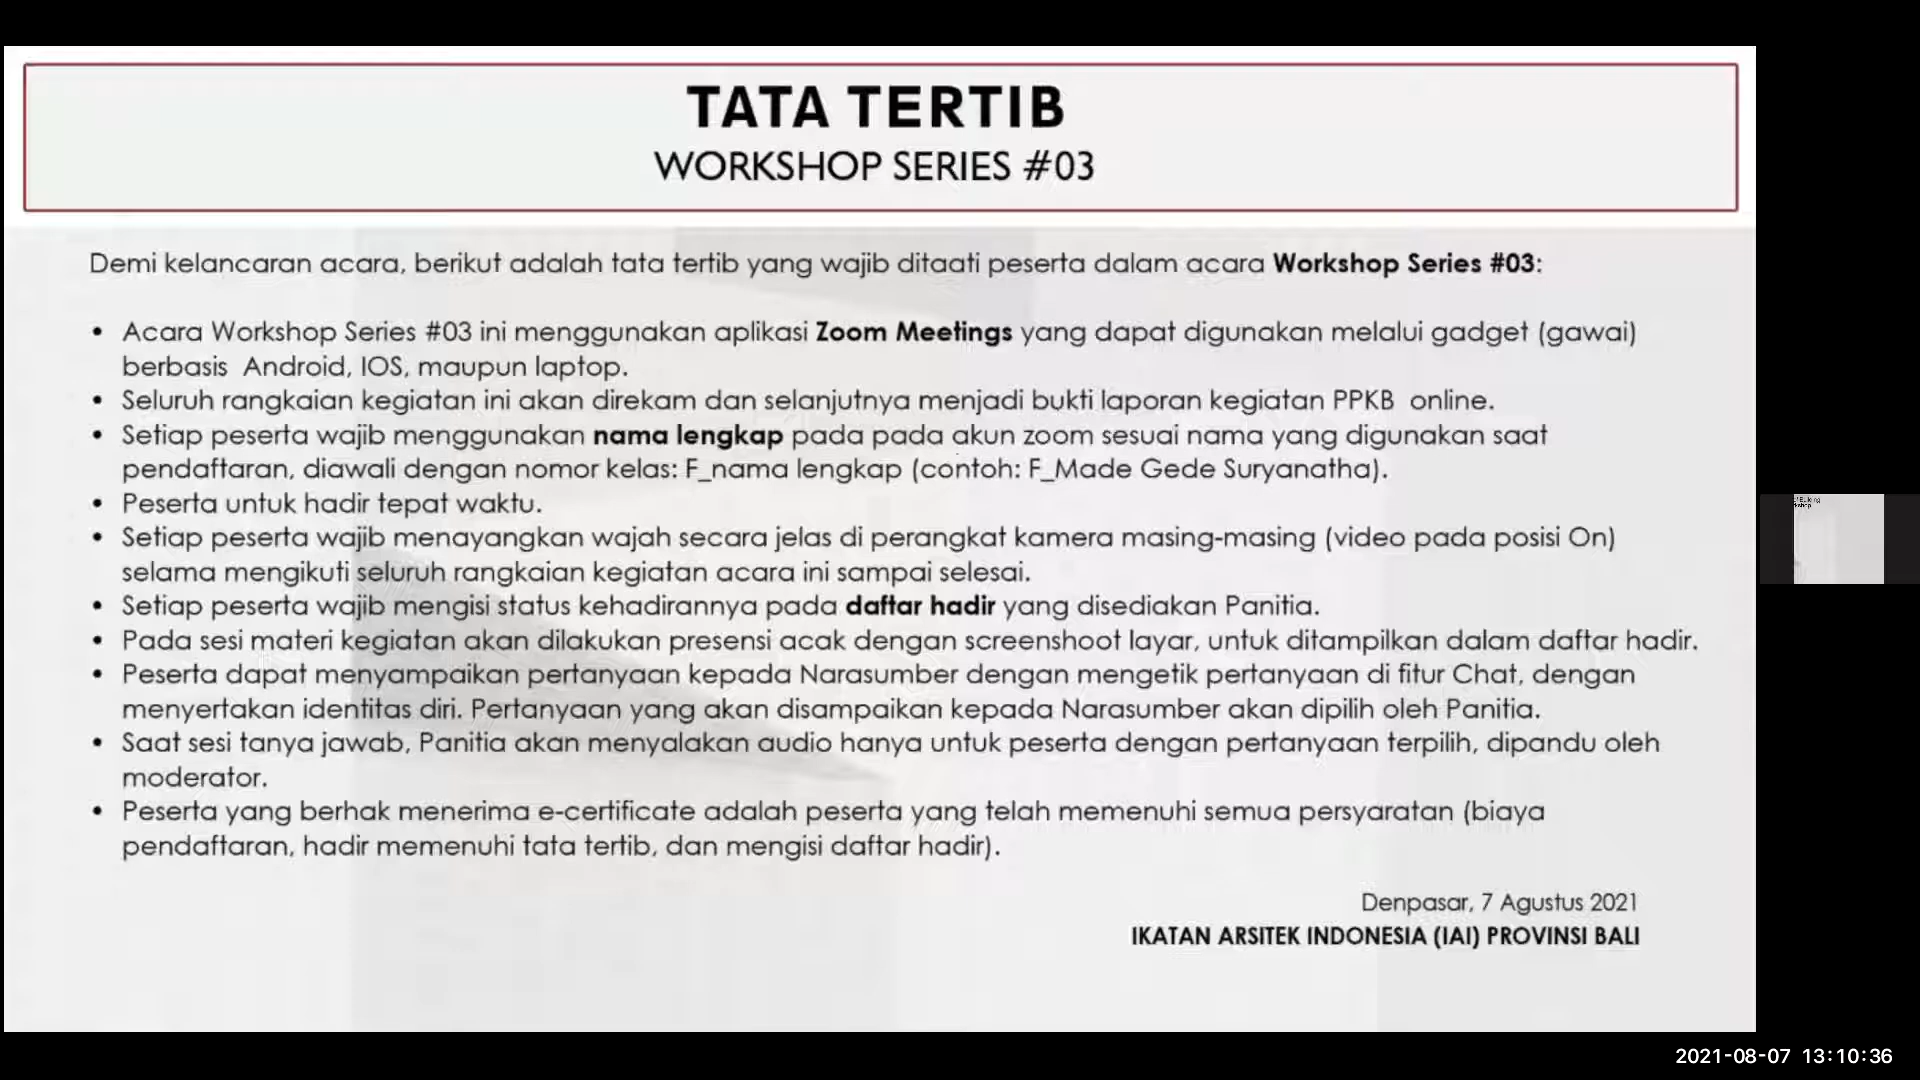 TATA TERTIB
WORKSHOP SERIES #03
Demi kelancaran acara, berikut adalah tata tertib yang wajib ditaati peserta dalam acara Workshop Series #03:
• Acara Workshop Series #03 ini menggunakan aplikasi Zoom Meetings yang dapat digunakan melalui gadget (gawai)
berbasis Android, IOS, maupun laptop.
• Seluruh rangkaian kegiatan ini akan direkam dan selanjutnya menjadi bukti laporan kegiatan PPKB online.
• Setiap peserta wajib menggunakan nama lengkap pada pada akun zoom sesuai nama yang digunakan saat
pendaftaran, diawali dengan nomor kelas: F_nama lengkap (contoh: F_Made Gede Suryanatha).
• Peserta untuk hadir tepat waktu.
• Setiap peserta wajib menayangkan wajah secara jelas di perangkat kamera masing-masing (video pada posisi On)
selama mengikuti seluruh rangkaian kegiatan acara ini sampai selesai.
• Setiap peserta wajib mengisi status kehadirannya pada daftar hadir yang disediakan Panitia.
• Pada sesi materi kegiatan akan dilakukan presensi acak dengan screenshoot layar, untuk ditampilkan dalam daftar hadir.
• Peserta dapat menyampaikan pertanyaan kepada Narasumber dengan mengetik pertanyaan di fitur Chat, dengan
menyertakan identitas diri. Pertanyaan yang akan disampaikan kepada Narasumber akan dipilih oleh Panitia.
• Saat sesi tanya jawab, Panitia akan menyalakan audio hanya untuk peserta dengan pertanyaan terpilih, dipandu oleh
moderator.
• Peserta yang berhak menerima e-certificate adalah peserta yang telah memenuhi semua persyaratan (biaya
pendaftaran, hadir memenuhi tata tertib, dan mengisi daftar hadir).
Denpasar, 7 Agustus 2021
IKATAN ARSITEK INDONESIA (IAI) PROVINSI BALI
2021-08-07 13:10:36